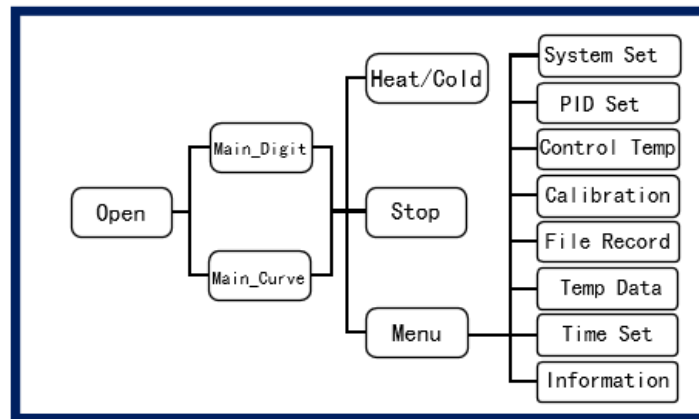 Open
Main_Digit
Main_Curve
Heat/Cold
Stop
Menu
System Set
PID Set
Control Temp
Calibration
File Record
Temp Data
Time Set
Information